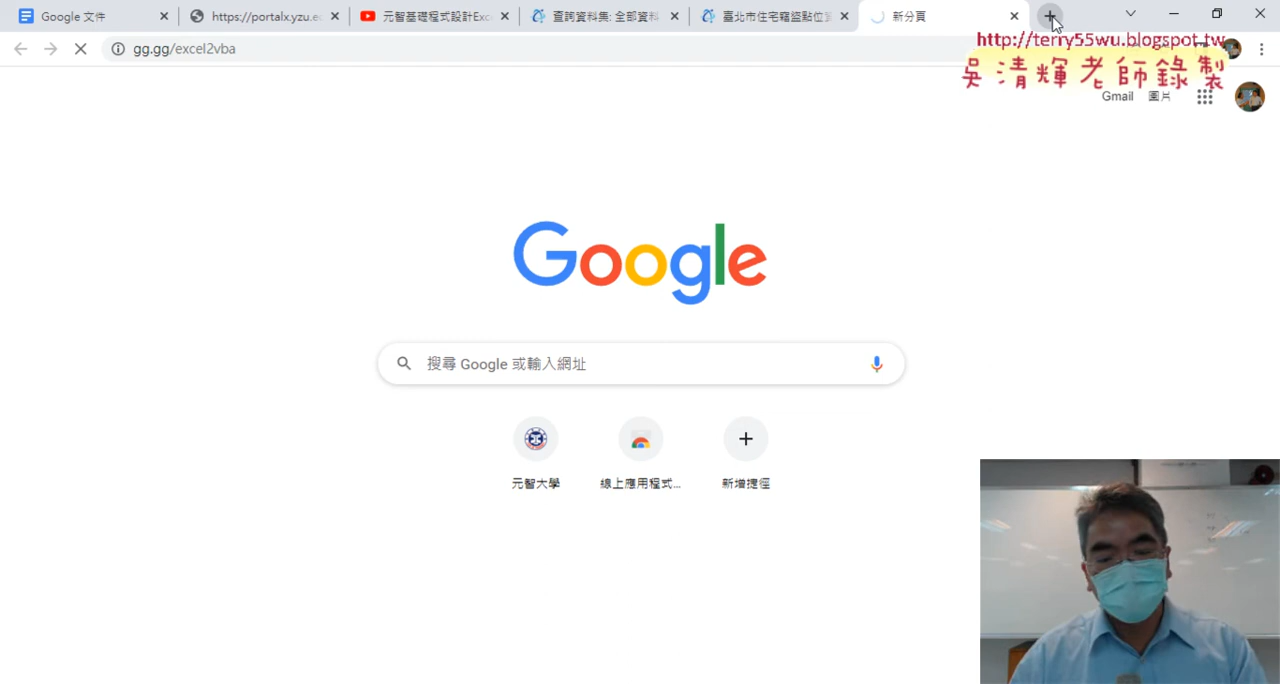 Google 文件
https://portalx.yzu.e
元智基礎程式設計Exc
查詢資料集: 全部資料
臺北市住宅竊盜點位
新分頁
gg.gg/excel2vba
http://terry55wu.blogspot.tw
吳清輝老師錄製
Gmail
圖片
Google
搜尋 Google 或輸入網址
元智大學
線上應用程式...
新增捷徑